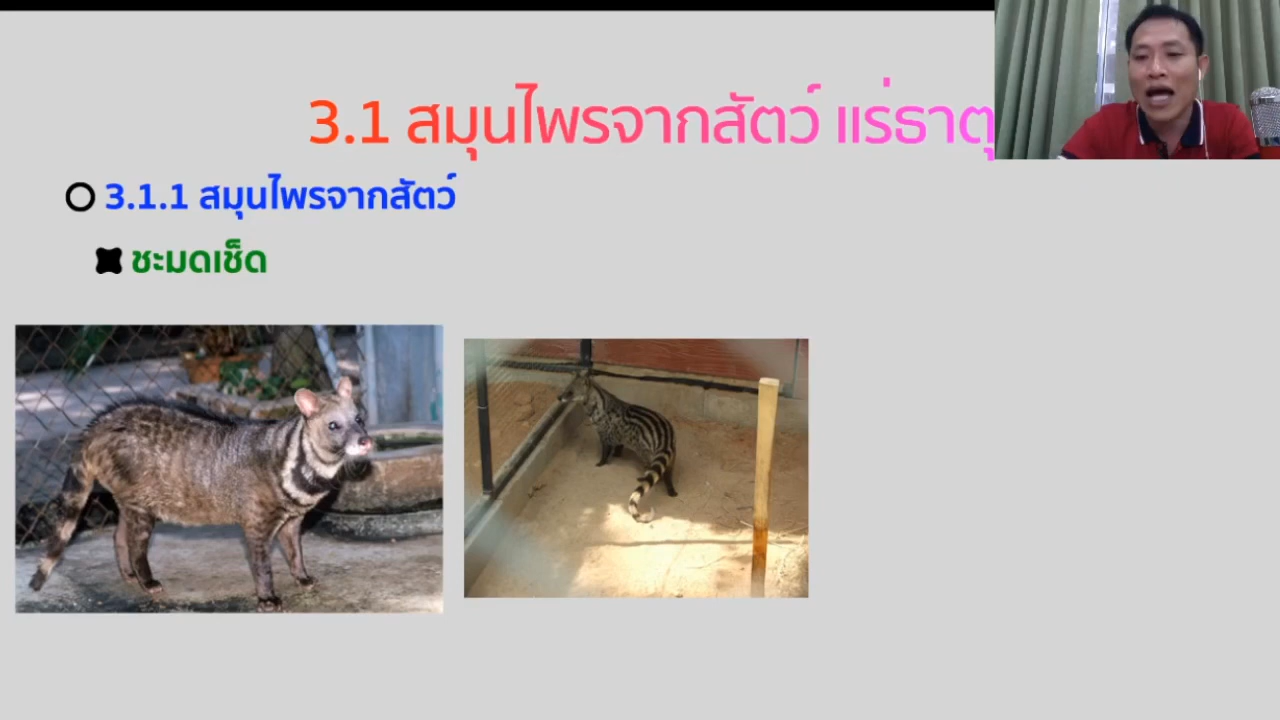 3.1 สมุนไพรจากสัตว์ แร่ธาตุ
3.1.1 สมุนไพรจากสัตว์
ชะมดเช็ด